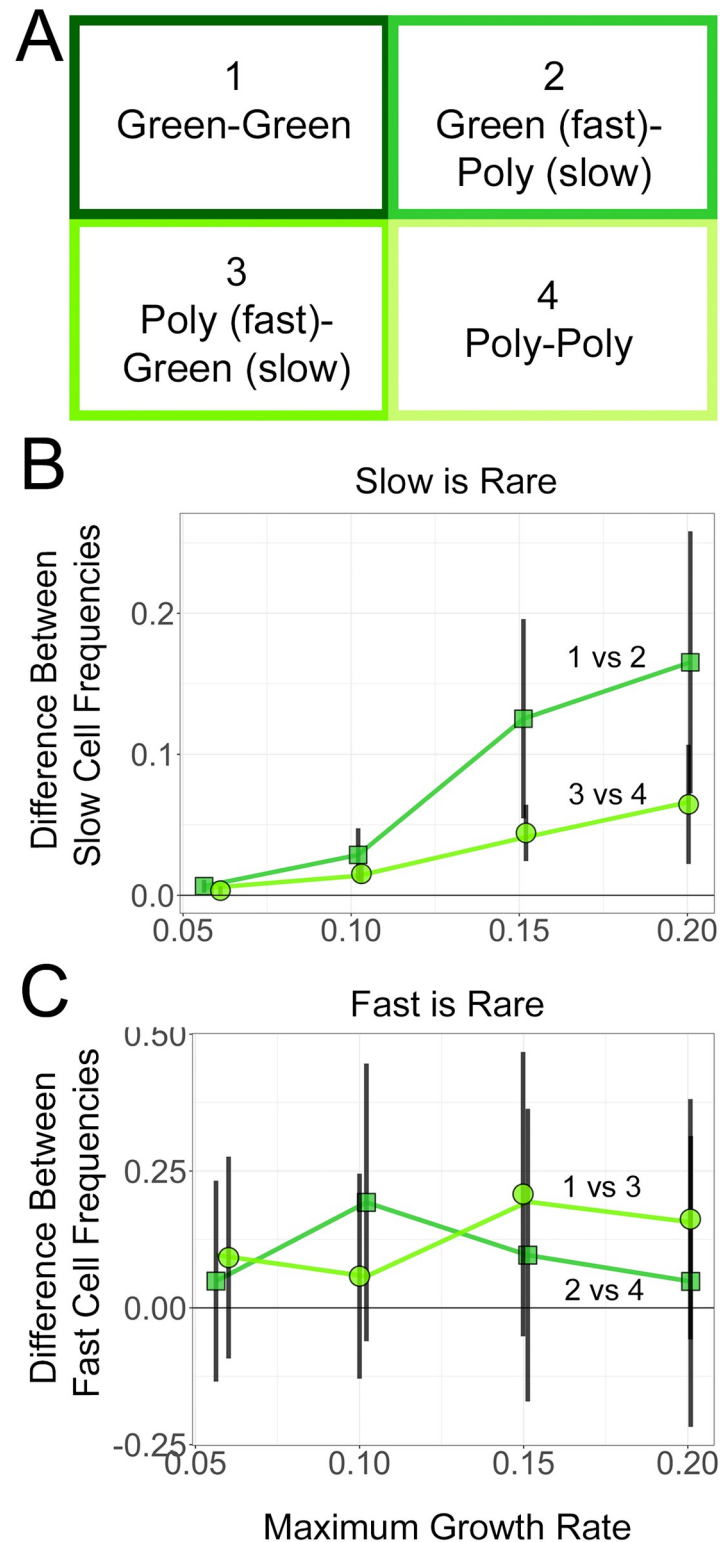 A
1
Green-Green
2
Green (fast)-
Poly (slow)
3
Poly (fast)-
Green (slow)
4
Poly-Poly
B
Slow is Rare
Difference Between
Slow Cell Frequencies
0.2
0.1
0.0
1 vs 2
3 vs 4
0.05 0.10 0.15 0.20
C
Fast is Rare
Difference Between
Fast Cell Frequencies
0.50
0.25
0.00
-0.25
1 vs 3
2 vs 4
0.05 0.10 0.15 0.20
Maximum Growth Rate